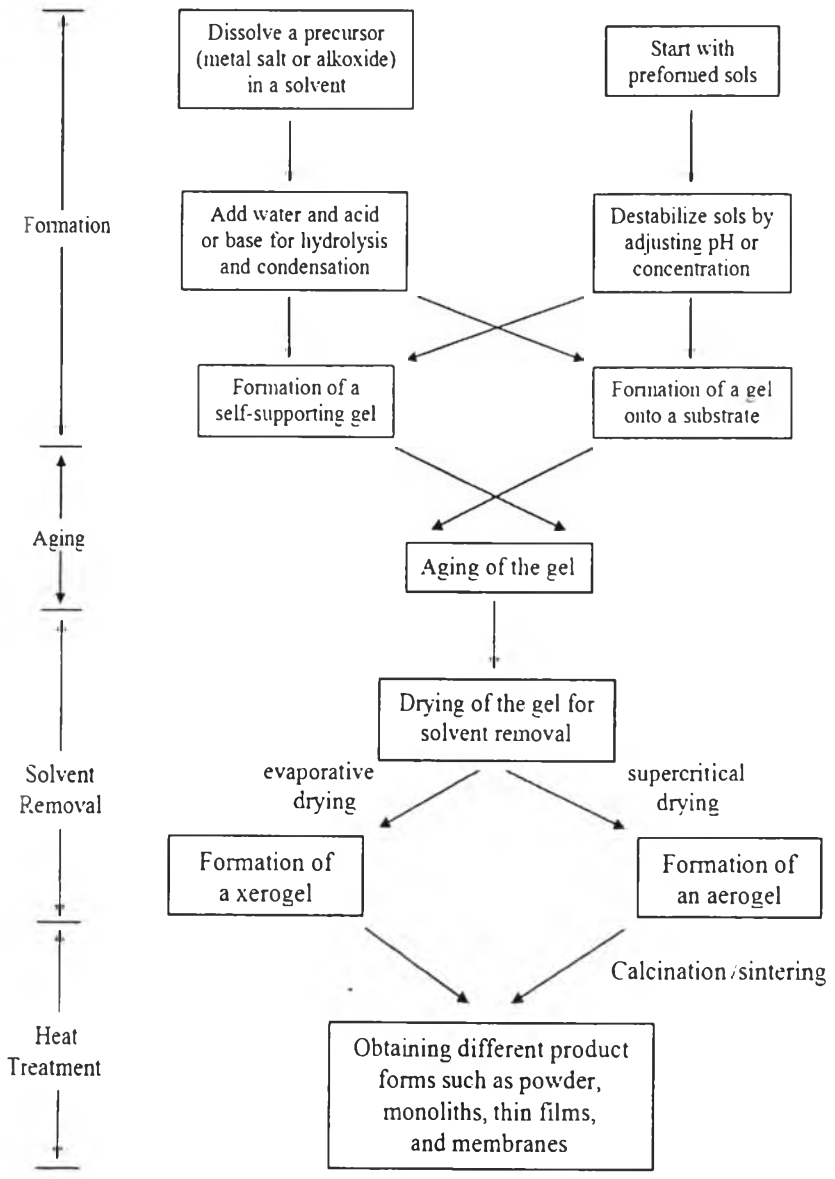 Dissolve a precursor
(metal salt or alkoxide)
in a solvent
Start with
preformed sols
Formation
Add water and acid
or base for hydrolysis
and condensation
Destabilize sols by
adjusting pH or
concentration
Formation of a
self-supporting gel
Formation of a gel
onto a substrate
Aging
Aging of the gel
Drying of the gel for
solvent removal
Solvent
Removal
evaporative
drying
supercritical
drying
Formation of
a xerogel
Formation of
an aerogel
Calcination/sintering
Heat
Treatment
Obtaining different product
forms such as powder,
monoliths, thin films,
and membranes